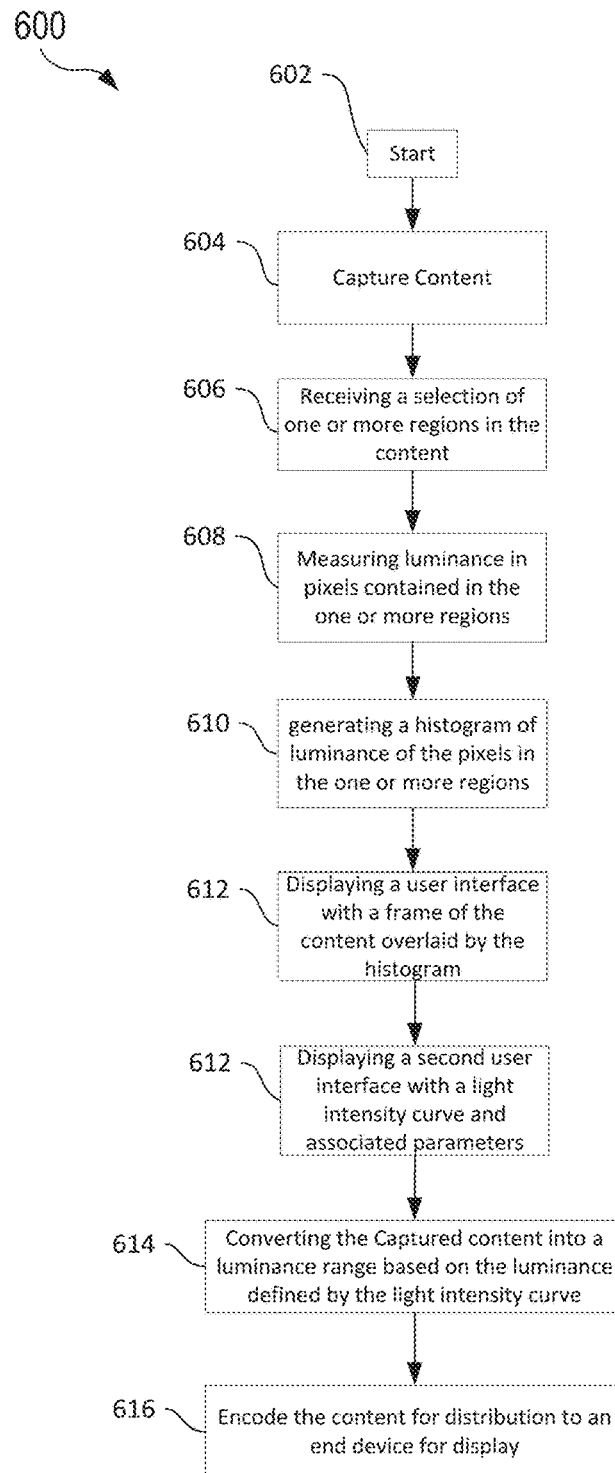 600
602
Start
604
Capture Content
606
Receiving a selection of
one or more regions in the
content
608
Measuring luminance in
pixels contained in the
one or more regions
610
generating a histogram of
luminance of the pixels in
the one or more regions
612
Displaying a user interface
with a frame of the
content overlaid by the
histogram
612
Displaying a second user
interface with a light
intensity curve and
associated parameters
614
Converting the Captured content into a
luminance range based on the luminance
defined by the light intensity curve
616
Encode the content for distribution to an
end device for display